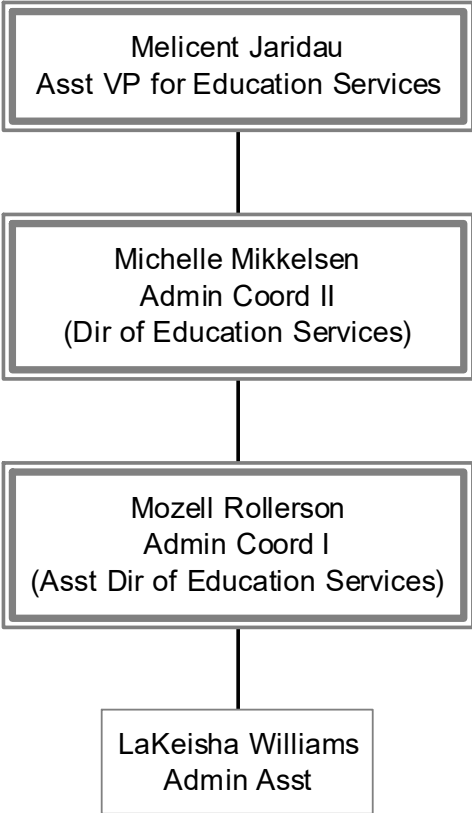 Melicent Jaridau
Asst VP for Education Services
Michelle Mikkelsen
Admin Coord II
(Dir of Education Services)
Mozell Rollerson
Admin Coord I
(Asst Dir of Education Services)
LaKeisha Williams
Admin Asst